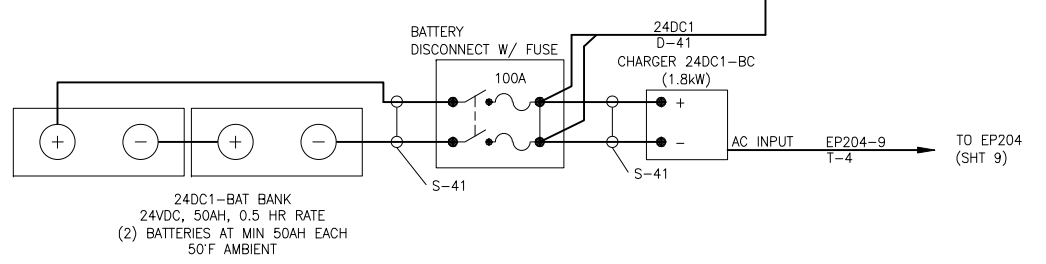 BATTERY
DISCONNECT W/ FUSE
100A
24DC1
D-41
CHARGER 24DC1-BC
(1.8kW)
+
-
+
-
+
-
AC INPUT
EP204-9
T-4
TO EP204
(SHT 9)
S-41
S-41
24DC1-BAT BANK
24VDC, 50AH, 0.5 HR RATE
(2) BATTERIES AT MIN 50AH EACH
50°F AMBIENT